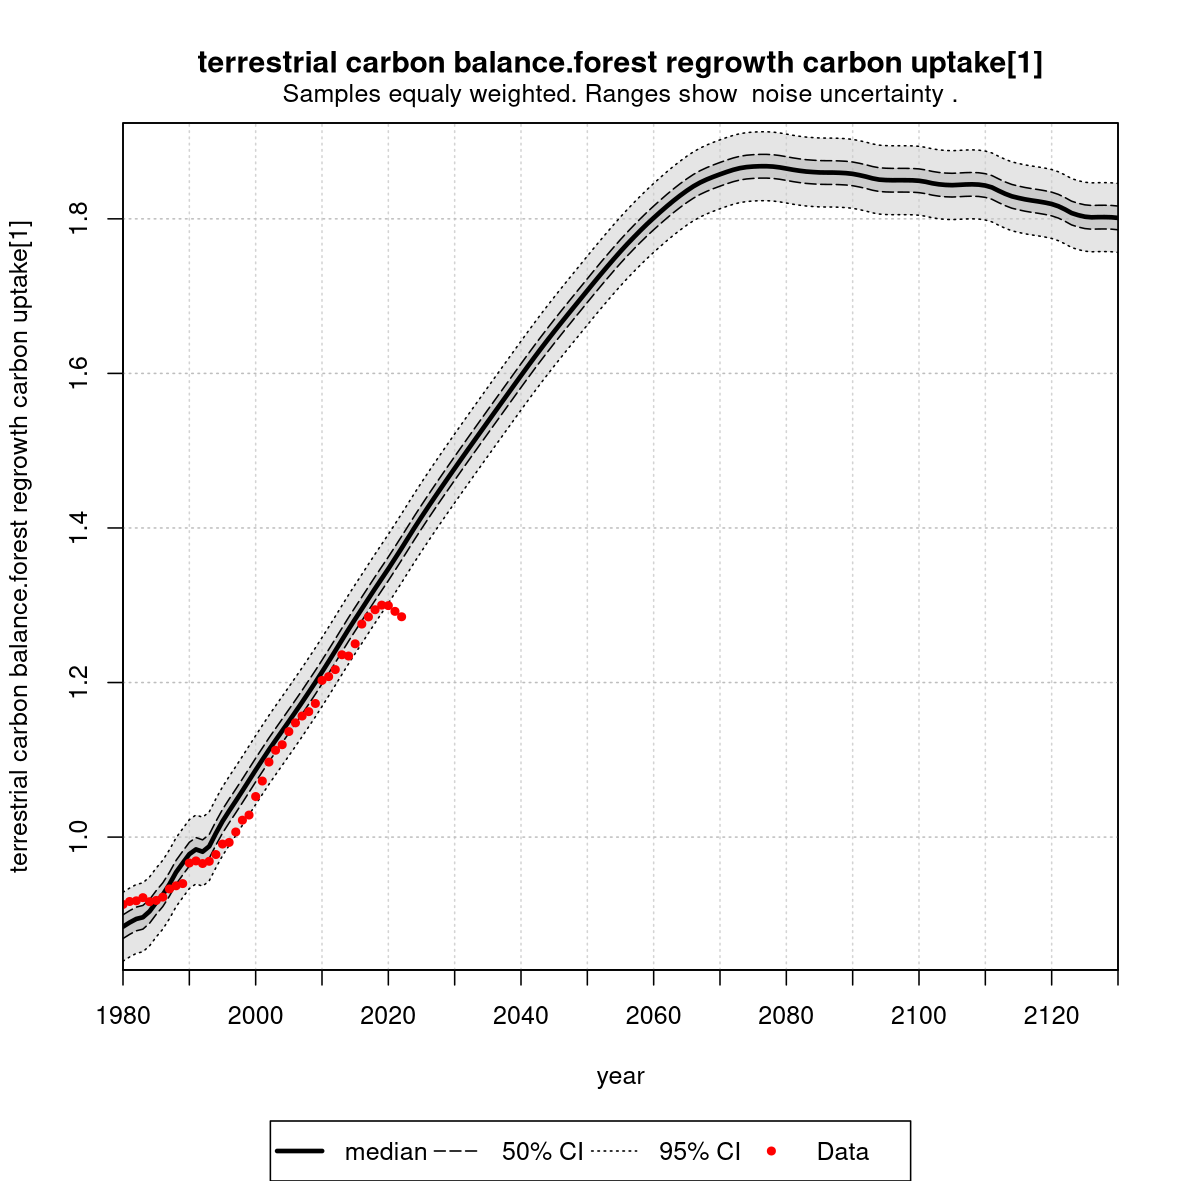 terrestrial carbon balance.forest regrowth carbon uptake[1]
Samples equaly weighted. Ranges show  noise uncertainty .
terrestrial carbon balance.forest regrowth carbon uptake[1]
1.8
1.6
1.4
1.2
1.0
1980 2000 2020 2040 2060 2080 2100 2120
year
median 50% CI 95% CI Data